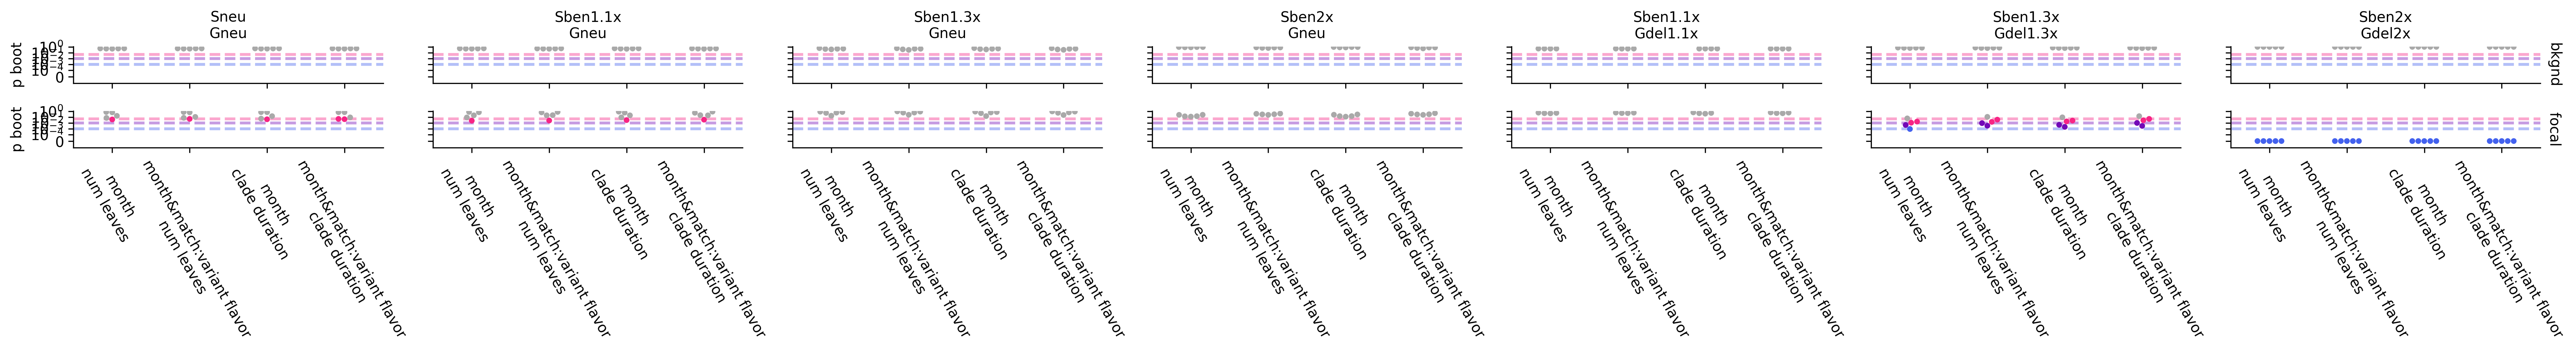 Sneu
Gneu
Sben1.1x
Gneu
Sben1.3x
Gneu
Sben2x
Gneu
Sben1.1x
Gdel1.1x
Sben1.3x
Gdel1.3x
Sben2x
Gdel2x
p boot
10⁰
0
bkgnd
p boot
10⁰
0
focal
month
num leaves
month&match:variant flavor
num leaves
month
clade duration
month&match:variant flavor
clade duration
month
num leaves
month&match:variant flavor
num leaves
month
clade duration
month&match:variant flavor
clade duration
month
num leaves
month&match:variant flavor
num leaves
month
clade duration
month&match:variant flavor
clade duration
month
num leaves
month&match:variant flavor
num leaves
month
clade duration
month&match:variant flavor
clade duration
month
num leaves
month&match:variant flavor
num leaves
month
clade duration
month&match:variant flavor
clade duration
month
num leaves
month&match:variant flavor
num leaves
month
clade duration
month&match:variant flavor
clade duration
month
num leaves
month&match:variant flavor
num leaves
month
clade duration
month&match:variant flavor
clade duration